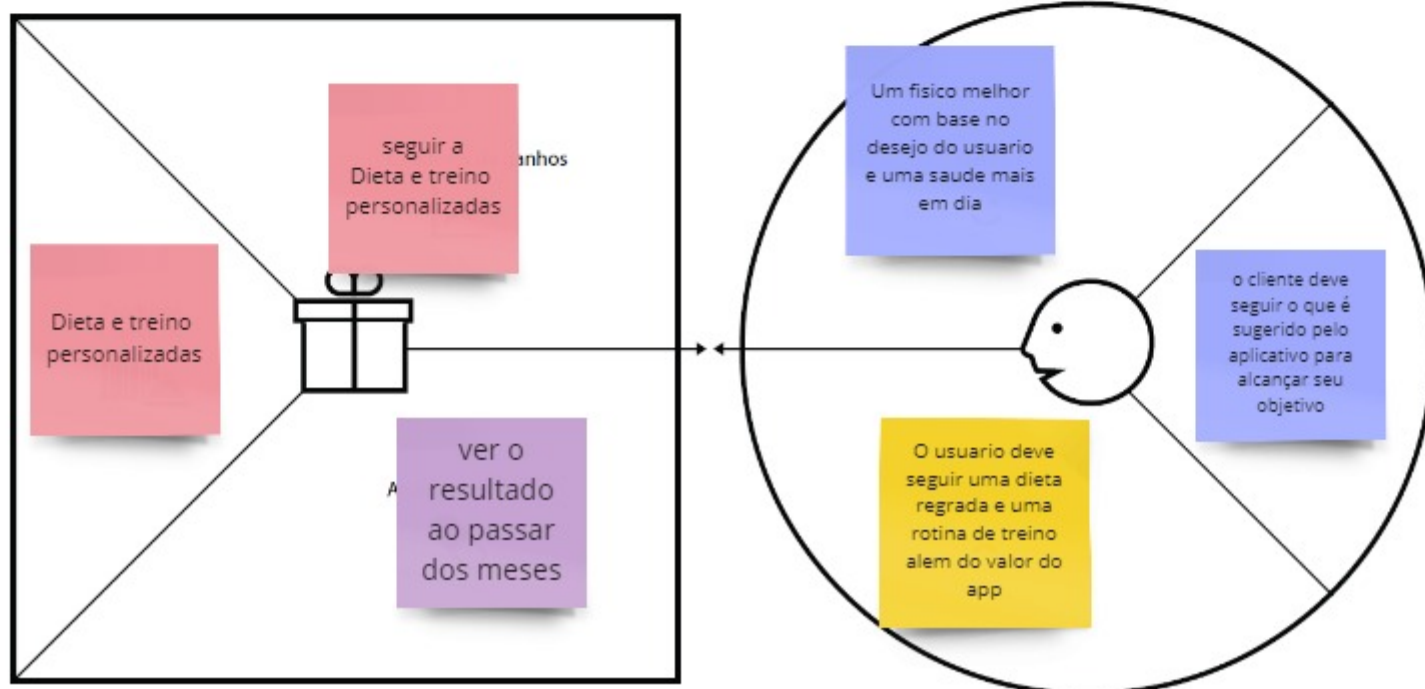 seguir a
Dieta e treino
personalizadas
anhos
Dieta e treino
personalizadas
ver o
resultado
ao passar
dos meses
A
Um fisico melhor
com base no
desejo do usuario
e uma saude mais
em dia
o cliente deve
seguir o que é
sugerido pelo
aplicativo para
alcançar seu
objetivo
O usuario deve
seguir uma dieta
regrada e uma
rotina de treino
alem do valor do
app